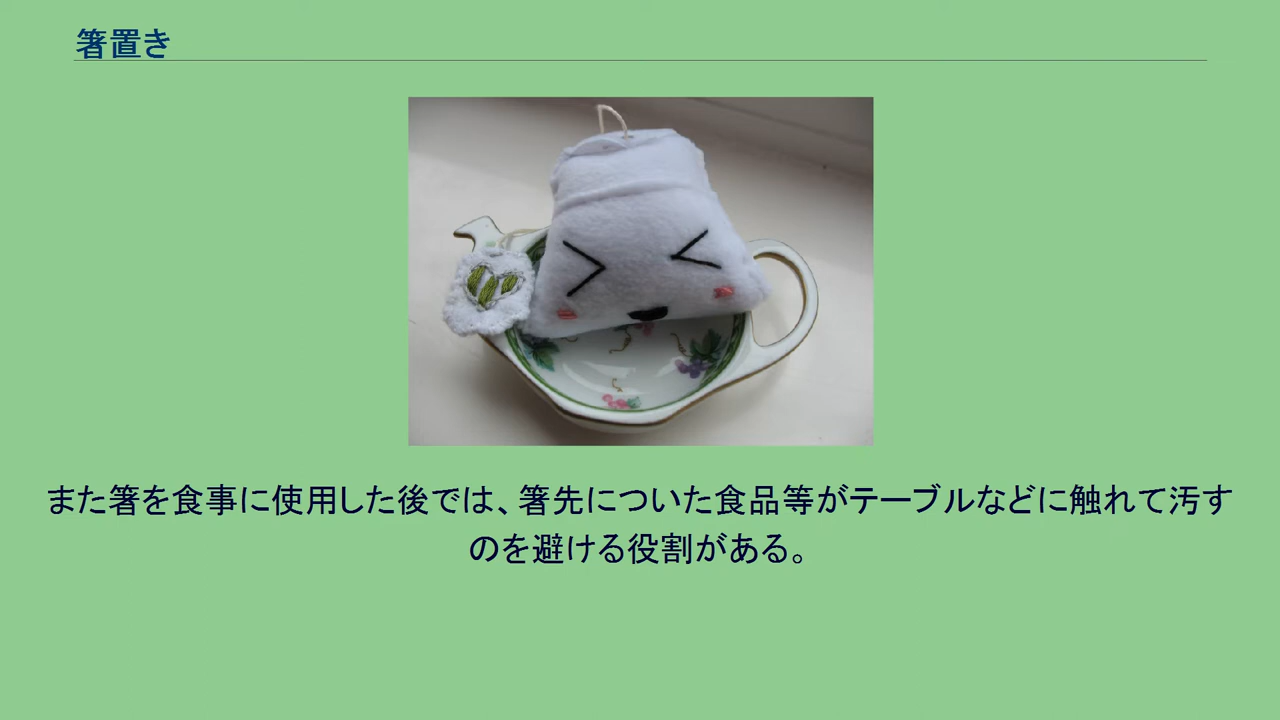 箸置き
また箸を食事に使用した後では、箸先についた食品等がテーブルなどに触れて汚す
のを避ける役割がある。